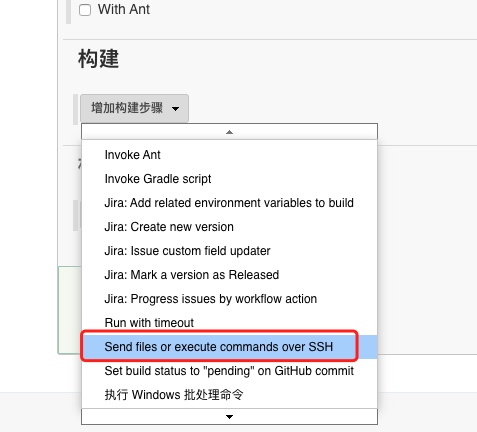 With Ant
构建
增加构建步骤
Invoke Ant
Invoke Gradle script
Jira: Add related environment variables to build
Jira: Create new version
Jira: Issue custom field updater
Jira: Mark a version as Released
Jira: Progress issues by workflow action
Run with timeout
Send files or execute commands over SSH
Set build status to "pending" on GitHub commit
执行 Windows 批处理命令